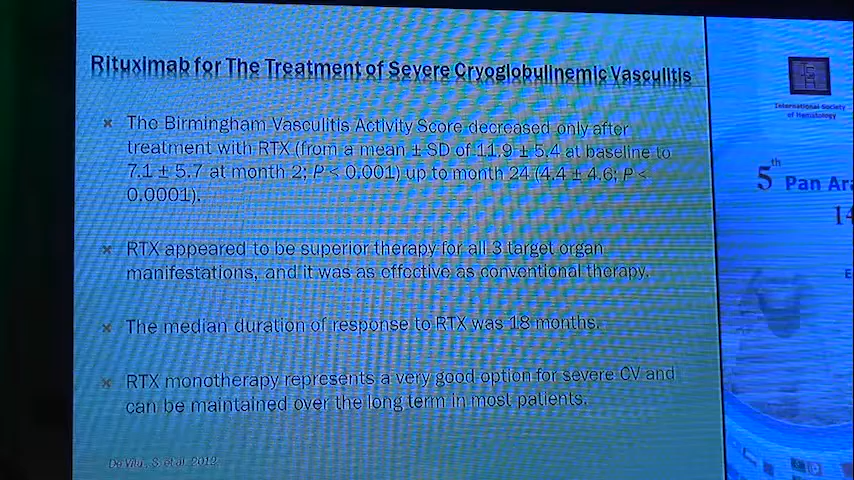 Rituximab for The Treatment of Severe Cryoglobulinemic Vasculitis
The Birmingham Vasculitis Activity Score decreased only after
treatment with RTX (from a mean ± SD of 11.9 ± 5.4 at baseline to
7.1 ± 5.7 at month 2; P < 0.001) up to month 24 (4.4 ± 4.6; P <
0.0001).
RTX appeared to be superior therapy for all 3 target organ
manifestations, and it was as effective as conventional therapy.
The median duration of response to RTX was 18 months.
RTX monotherapy represents a very good option for severe CV and
can be maintained over the long term in most patients.
De Vita, S. et al. 2012.
International Society
of Hematology
5th Pan Ara
14
E